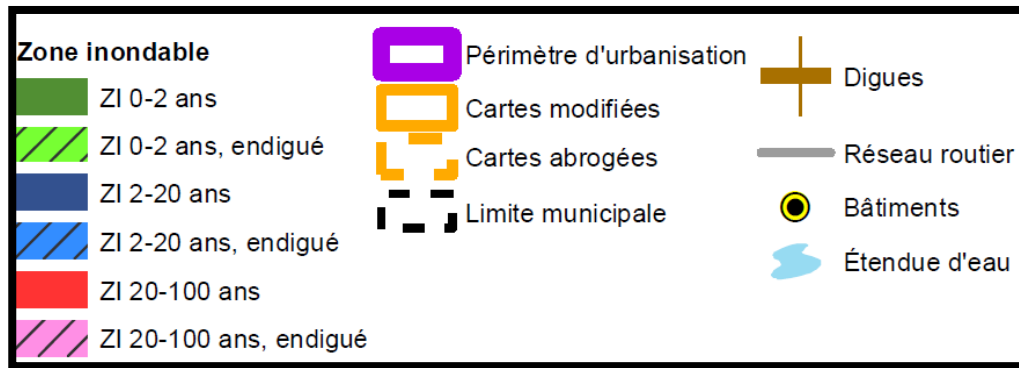 Zone inondable
ZI 0-2 ans
ZI 0-2 ans, endigué
ZI 2-20 ans
ZI 2-20 ans, endigué
ZI 20-100 ans
ZI 20-100 ans, endigué
Périmètre d'urbanisation
Cartes modifiées
Cartes abrogées
Limite municipale
Digues
Réseau routier
Bâtiments
Étendue d'eau